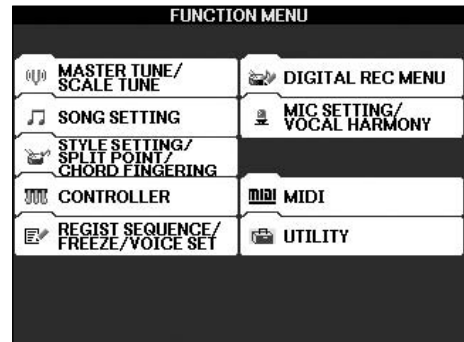 FUNCTION MENU
MASTER TUNE/
SCALE TUNE
SONG SETTING
STYLE SETTING/
SPLIT POINT/
CHORD FINGERING
CONTROLLER
REGIST SEQUENCE/
FREEZE/VOICE SET
DIGITAL REC MENU
MIC SETTING/
VOCAL HARMONY
MIDI MIDI
UTILITY